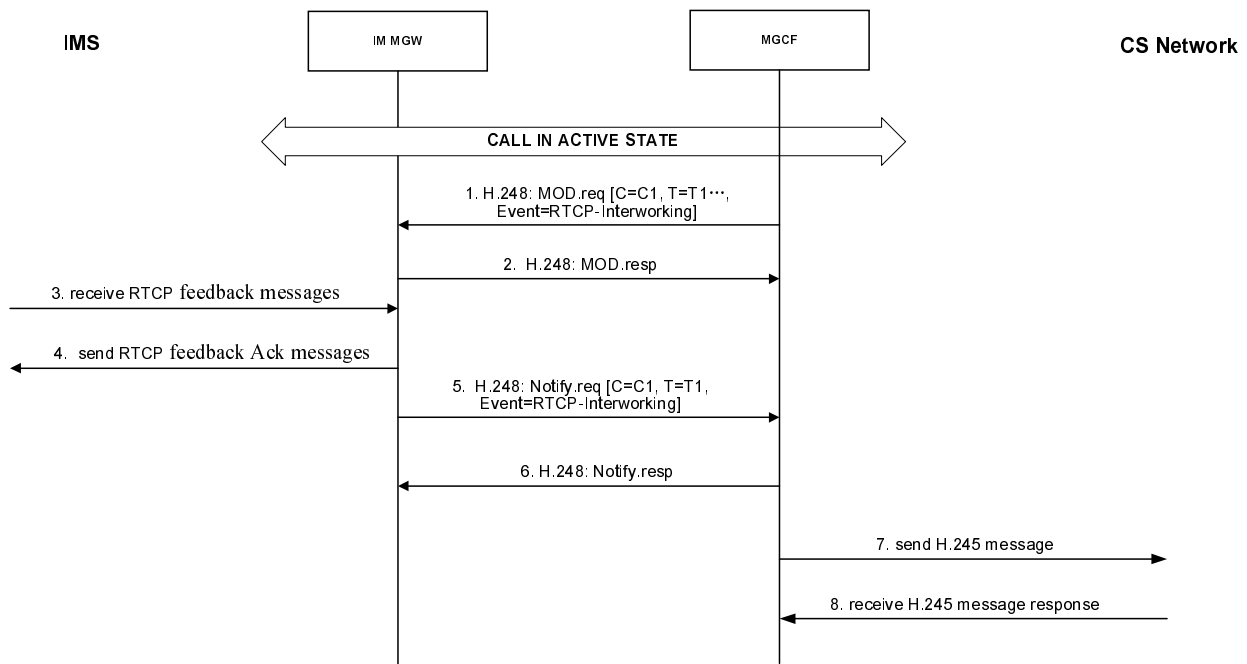 IMS
IM MGW
MGCF
CS Network
CALL IN ACTIVE STATE
1. H.248: MOD.req [C=C1, T=T1···,
Event=RTCP-Interworking]
2. H.248: MOD.resp
3. receive RTCP feedback messages
4. send RTCP feedback Ack messages
5. H.248: Notify.req [C=C1, T=T1,
Event=RTCP-Interworking]
6. H.248: Notify.resp
7. send H.245 message
8. receive H.245 message response